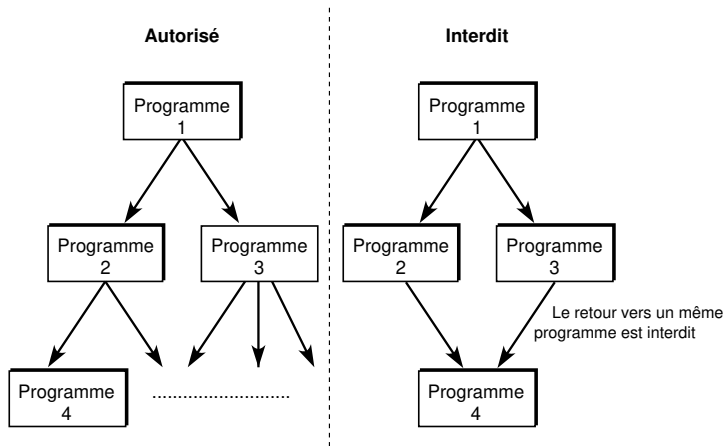 Autorisé
Programme
1
Programme
2
Programme
3
Programme
4
...........................
Interdit
Programme
1
Programme
2
Programme
3
Le retour vers un même
programme est interdit
Programme
4